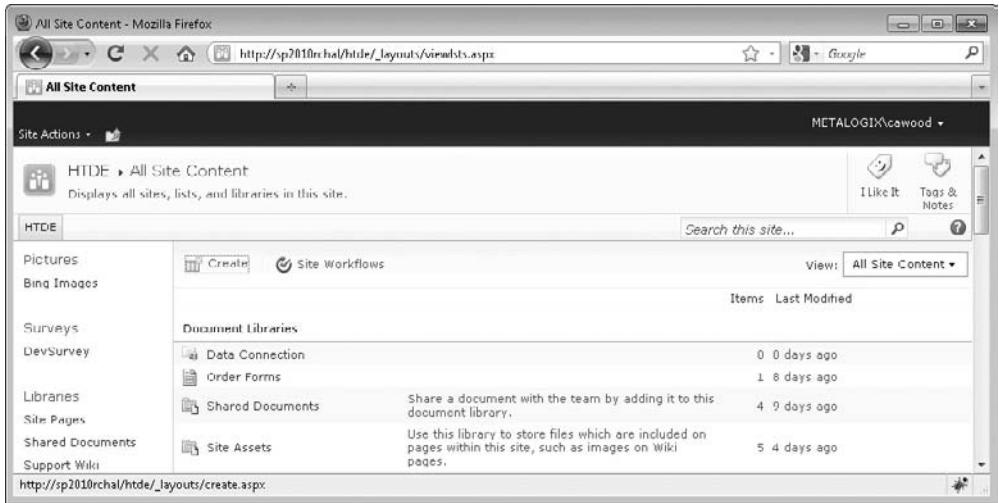 All Site Content - Mozilla Firefox
http://sp2010rchal/htde/_layouts/viewlsts.aspx
Google
All Site Content
METALOGIX\cawood
Site Actions
HTDE ▸ All Site Content
Displays all sites, lists, and libraries in this site.
I Like It
Tags & Notes
HTDE
Search this site...
Pictures
Bing Images
Surveys
DevSurvey
Libraries
Site Pages
Shared Documents
Support Wiki
Create
Site Workflows
View: All Site Content
Items Last Modified
Document Libraries
Data Connection 0 0 days ago
Order Forms 1 8 days ago
Shared Documents Share a document with the team by adding it to this
document library. 4 9 days ago
Site Assets Use this library to store files which are included on
pages within this site, such as images on Wiki
pages. 5 4 days ago
http://sp2010rchal/htde/_layouts/create.aspx